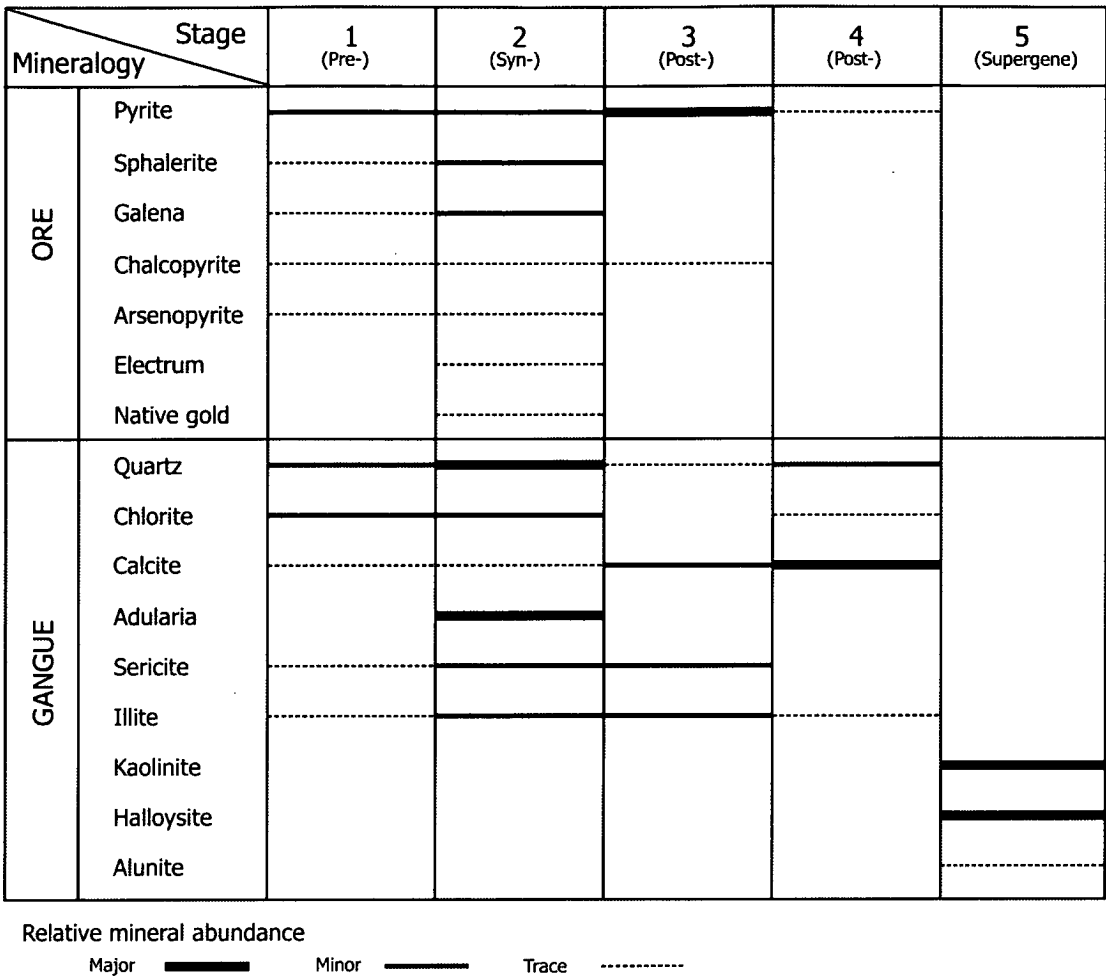 Stage
Mineralogy
1
(Pre-)
2
(Syn-)
3
(Post-)
4
(Post-)
5
(Supergene)
ORE
Pyrite
Sphalerite
Galena
Chalcopyrite
Arsenopyrite
Electrum
Native gold
GANGUE
Quartz
Chlorite
Calcite
Adularia
Sericite
Illite
Kaolinite
Halloysite
Alunite
Relative mineral abundance
Major Minor Trace